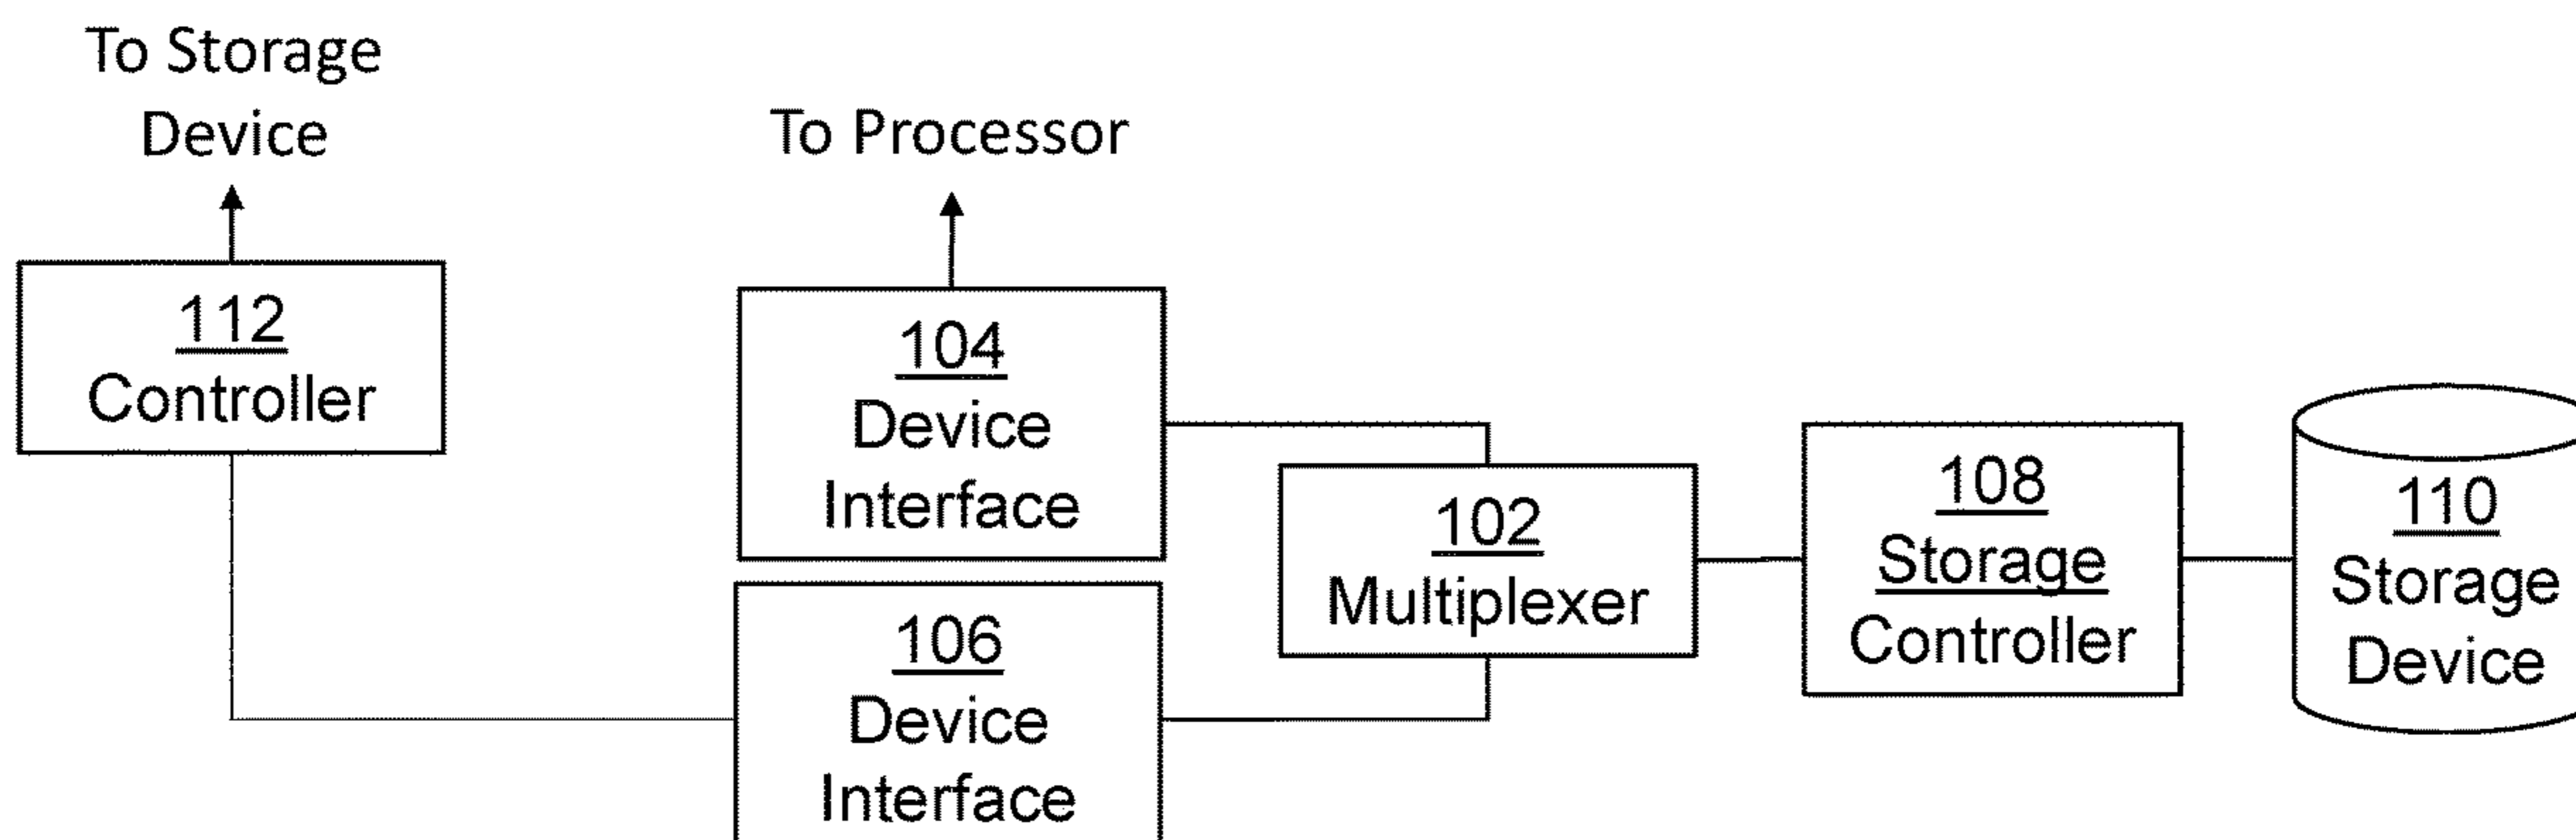 To Storage
Device
To Processor
112
Controller
104
Device
Interface
106
Device
Interface
102
Multiplexer
108
Storage
Controller
110
Storage
Device